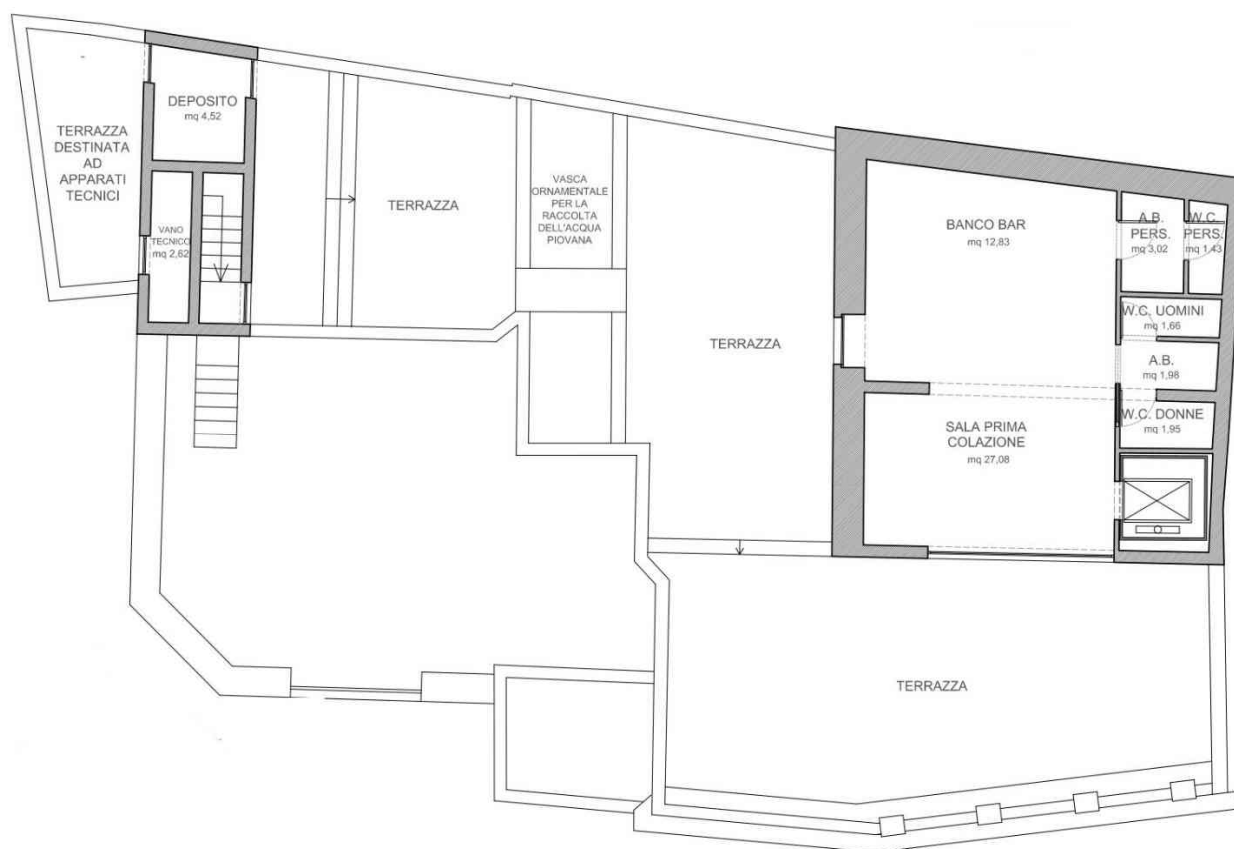 DEPOSITO
mq 4,52
TERRAZZA
DESTINATA
AD
APPARATI
TECNICI
VANO
TECNICO
mq 2,62
TERRAZZA
VASCA
ORNAMENTALE
PER LA
RACCOLTA
DELL'ACQUA
PIOVANA
TERRAZZA
BANCO BAR
mq 12,83
A.B.
PERS.
mq 3,02
W.C.
PERS.
mq 1,43
W.C. UOMINI
mq 1,66
A.B.
mq 1,98
W.C. DONNE
mq 1,95
SALA PRIMA
COLAZIONE
mq 27,08
TERRAZZA